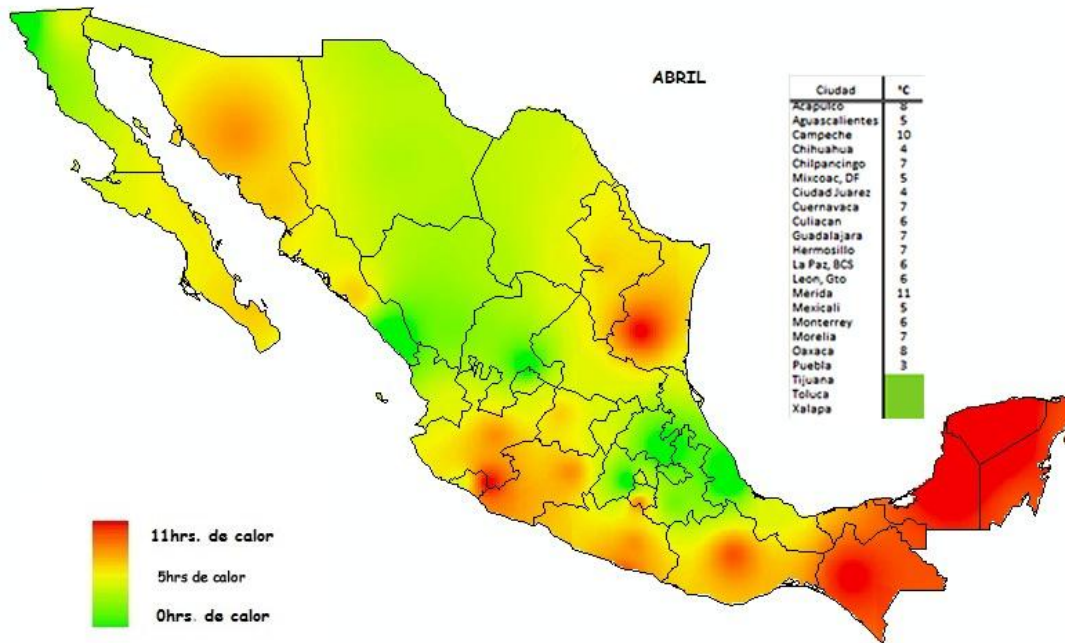 ABRIL
Ciudad °C
Acapulco 8
Aguascalientes 5
Campeche 10
Chihuahua 4
Chilpancingo 7
Mixcoac, DF 5
Ciudad Juarez 4
Cuernavaca 7
Culiacan 6
Guadalajara 7
Hermosillo 7
La Paz, BCS 6
Leon, Gto 6
Merida 11
Mexicali 5
Monterrey 6
Morelia 7
Oaxaca 8
Puebla 3
Tijuana
Toluca
Xalapa
11hrs. de calor
5hrs de calor
0hrs. de calor